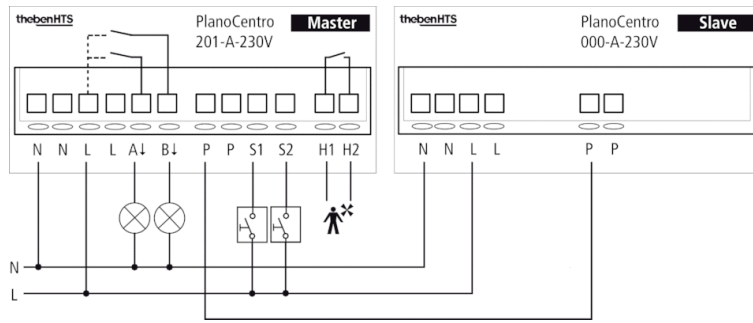 thebenHTS
PlanoCentro Master
201-A-230V
N N L L A↓ B↓ P P S1 S2 H1 H2
thebenHTS
PlanoCentro Slave
000-A-230V
N N L L P P
N
L